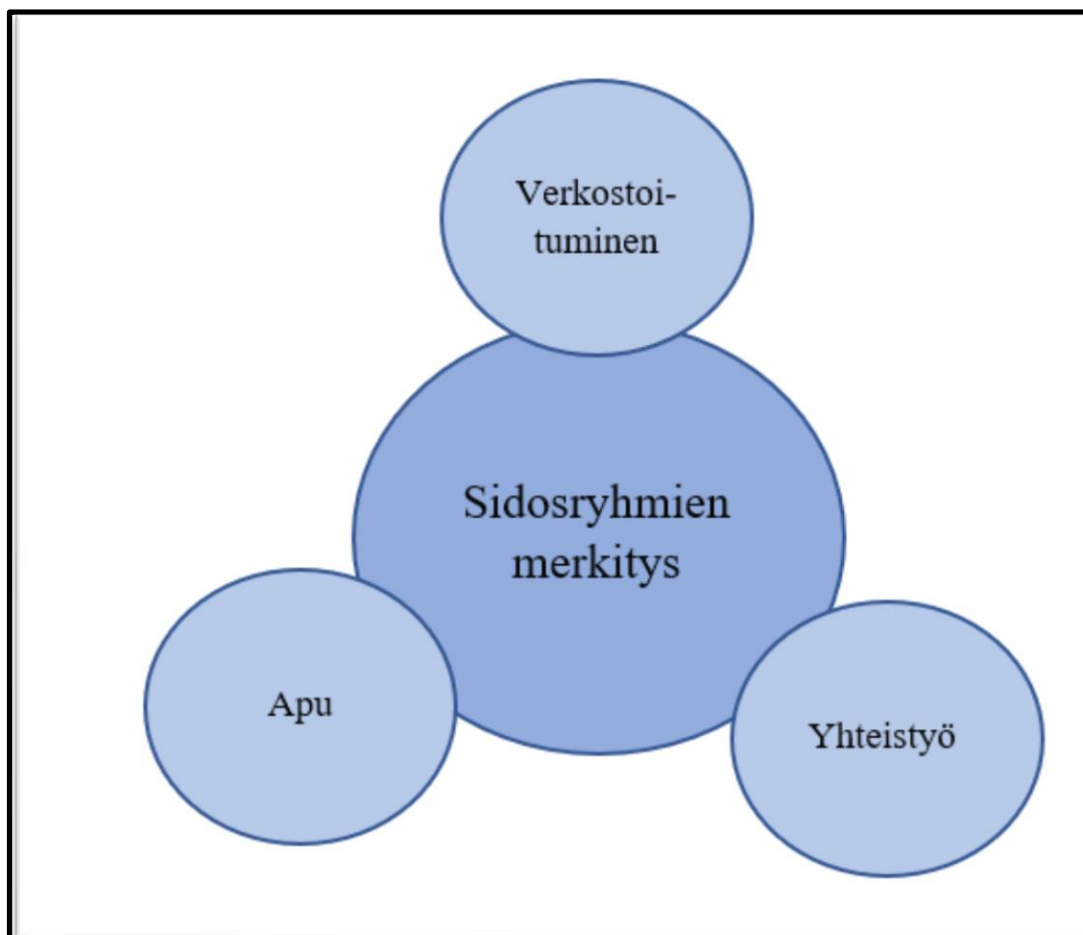 Verkostoi-
tuminen
Sidosryhmien
merkitys
Apu
Yhteistyö